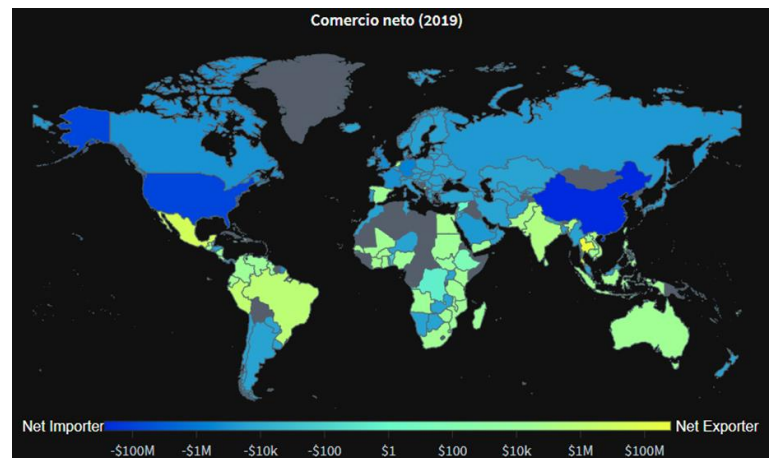 Comercio neto (2019)
Net Importer Net Exporter
-$100M -$1M -$10k -$100 $1 $100 $10k $1M $100M